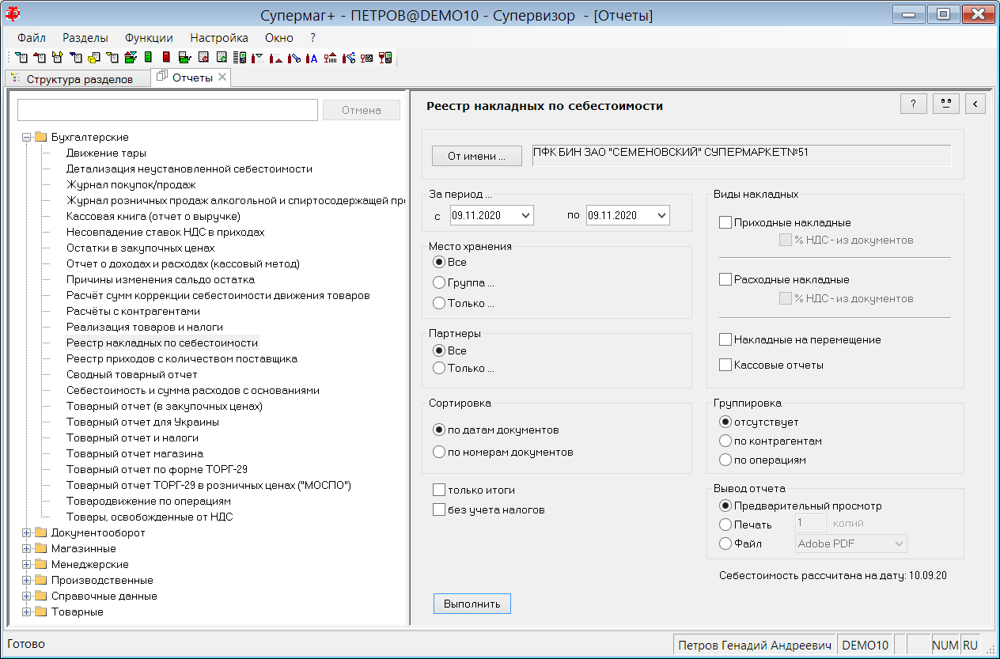 Супермаг+ - ПЕТРОВ@DEMO10 - Супервизор - [Отчеты]
Файл Разделы Функции Настройка Окно ?
Структура разделов Отчеты
Отмена
Бухгалтерские
Движение тары
Детализация неустановленной себестоимости
Журнал покупок/продаж
Журнал розничных продаж алкогольной и спиртосодержащей
Кассовая книга (отчет о выручке)
Несовпадение ставок НДС в приходах
Остатки в закупочных ценах
Отчет о доходах и расходах (кассовый метод)
Причины изменения сальдо остатка
Расчёт сумм коррекции себестоимости движения товаров
Расчёты с контрагентами
Реализация товаров и налоги
Реестр накладных по себестоимости
Реестр приходов с количеством поставщика
Сводный товарный отчет
Себестоимость и сумма расходов с основаниями
Товарный отчет (в закупочных ценах)
Товарный отчет для Украины
Товарный отчет и налоги
Товарный отчет магазина
Товарный отчет по форме ТОРГ-29
Товарный отчет ТОРГ-29 в розничных ценах ("МОСПО")
Товародвижение по операциям
Товары, освобожденные от НДС
Документооборот
Магазинные
Менеджерские
Производственные
Справочные данные
Товарные
Реестр накладных по себестоимости
? <
От имени ... ПФК БИН ЗАО "СЕМЕНОВСКИЙ" СУПЕРМАРКЕТ№51
За период ...
с 09.11.2020 по 09.11.2020
Место хранения
Все
Группа ...
Только ...
Партнеры
Все
Только ...
Сортировка
по датам документов
по номерам документов
только итоги
без учета налогов
Выполнить
Виды накладных
Приходные накладные
% НДС - из документов
Расходные накладные
% НДС - из документов
Накладные на перемещение
Кассовые отчеты
Группировка
отсутствует
по контрагентам
по операциям
Вывод отчета
Предварительный просмотр
Печать 1 копий
Файл Adobe PDF
Себестоимость рассчитана на дату: 10.09.20
Готово Петров Генадий Андреевич DEMO10 NUM RU